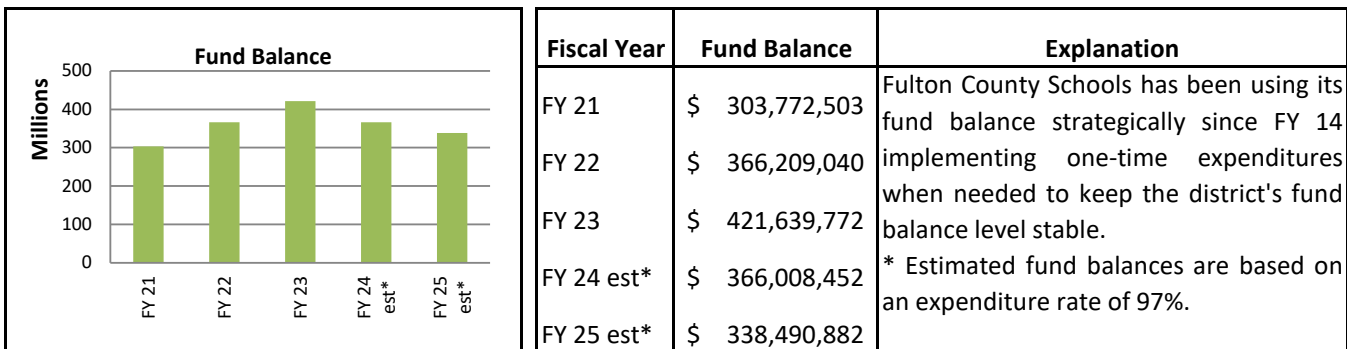 Fund Balance
Millions
500
400
300
200
100
0
FY 21
FY 22
FY 23
FY 24
est*
FY 25
est*
Fiscal Year Fund Balance Explanation
FY 21 $ 303,772,503
FY 22 $ 366,209,040
FY 23 $ 421,639,772
FY 24 est* $ 366,008,452
FY 25 est* $ 338,490,882
Fulton County Schools has been using its
fund balance strategically since FY 14
implementing one-time expenditures
when needed to keep the district's fund
balance level stable.
* Estimated fund balances are based on
an expenditure rate of 97%.